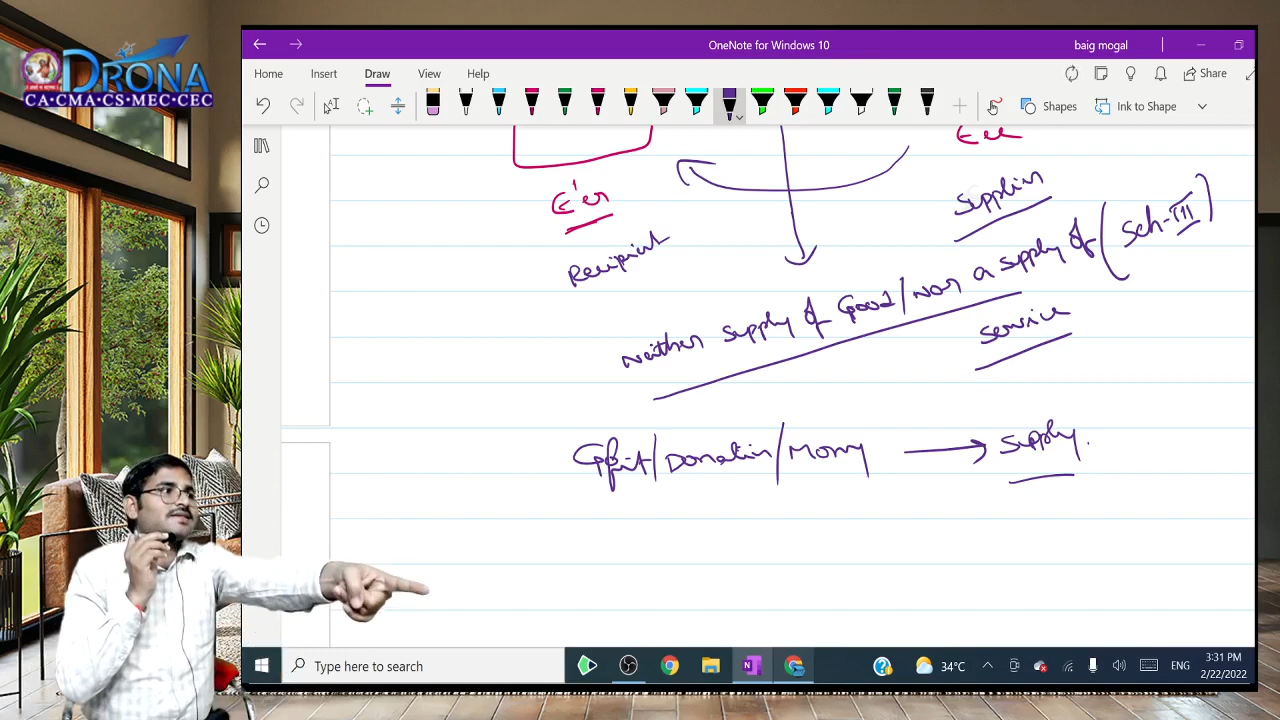 OneNote for Windows 10
baig mogal
DRONA
CA.CMA.CS.MEC.CEC
Home Insert Draw View Help
Share
Shapes
Ink to Shape
E'er
Eee
Recipient
Supplier
Neither supply of Good/Nor a supply of (Sch-III)
Service
Donation/Money → Supply.
Type here to search
34°C
ENG
3:31 PM
2/22/2022